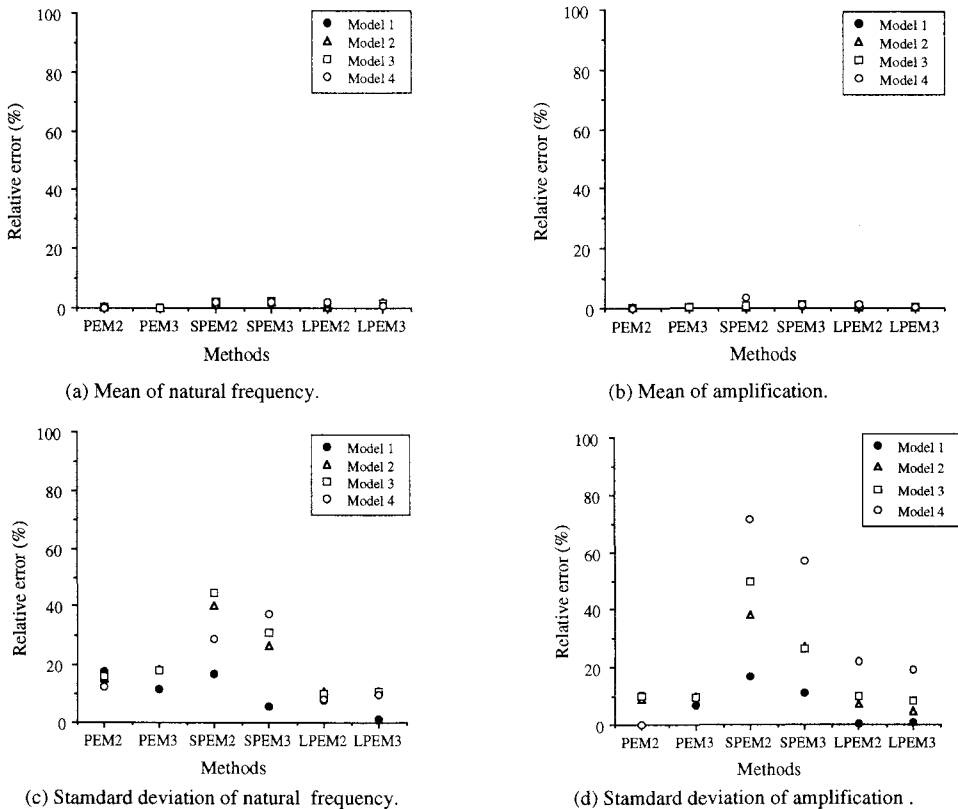 100
80
60
40
20
0
Relative error (%)
Model 1
Model 2
Model 3
Model 4
PEM2 PEM3 SPEM2 SPEM3 LPEM2 LPEM3
Methods
(a) Mean of natural frequency.
100
80
60
40
20
0
Relative error (%)
Model 1
Model 2
Model 3
Model 4
PEM2 PEM3 SPEM2 SPEM3 LPEM2 LPEM3
Methods
(b) Mean of amplification.
100
80
60
40
20
0
Relative error (%)
Model 1
Model 2
Model 3
Model 4
PEM2 PEM3 SPEM2 SPEM3 LPEM2 LPEM3
Methods
(c) Stamdard deviation of natural frequency.
100
80
60
40
20
0
Relative error (%)
Model 1
Model 2
Model 3
Model 4
PEM2 PEM3 SPEM2 SPEM3 LPEM2 LPEM3
Methods
(d) Stamdard deviation of amplification .